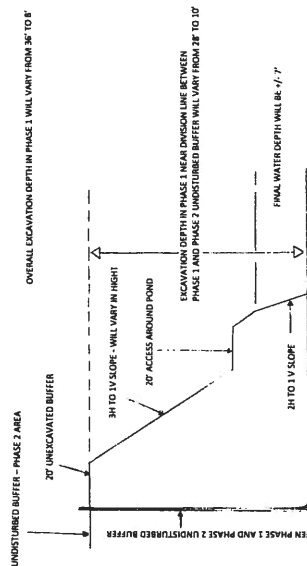 OVERALL EXCAVATION DEPTH IN PHASE 1 WILL VARY FROM 36' TO 8'
UNDISTURBED BUFFER – PHASE 2 AREA
20' UNEXCAVATED BUFFER
3H TO 1V SLOPE - WILL VARY IN HIGHT
20' ACCESS AROUND POND
EXCAVATION DEPTH IN PHASE 1 NEAR DIVISION LINE BETWEEN
PHASE 1 AND PHASE 2 UNDISTURBED BUFFER WILL VARY FROM 28' TO 10'
FINAL WATER DEPTH WILL BE +/- 7'
2H TO 1 V SLOPE
EEN PHASE 1 AND PHASE 2 UNDISTURBED BUFFER